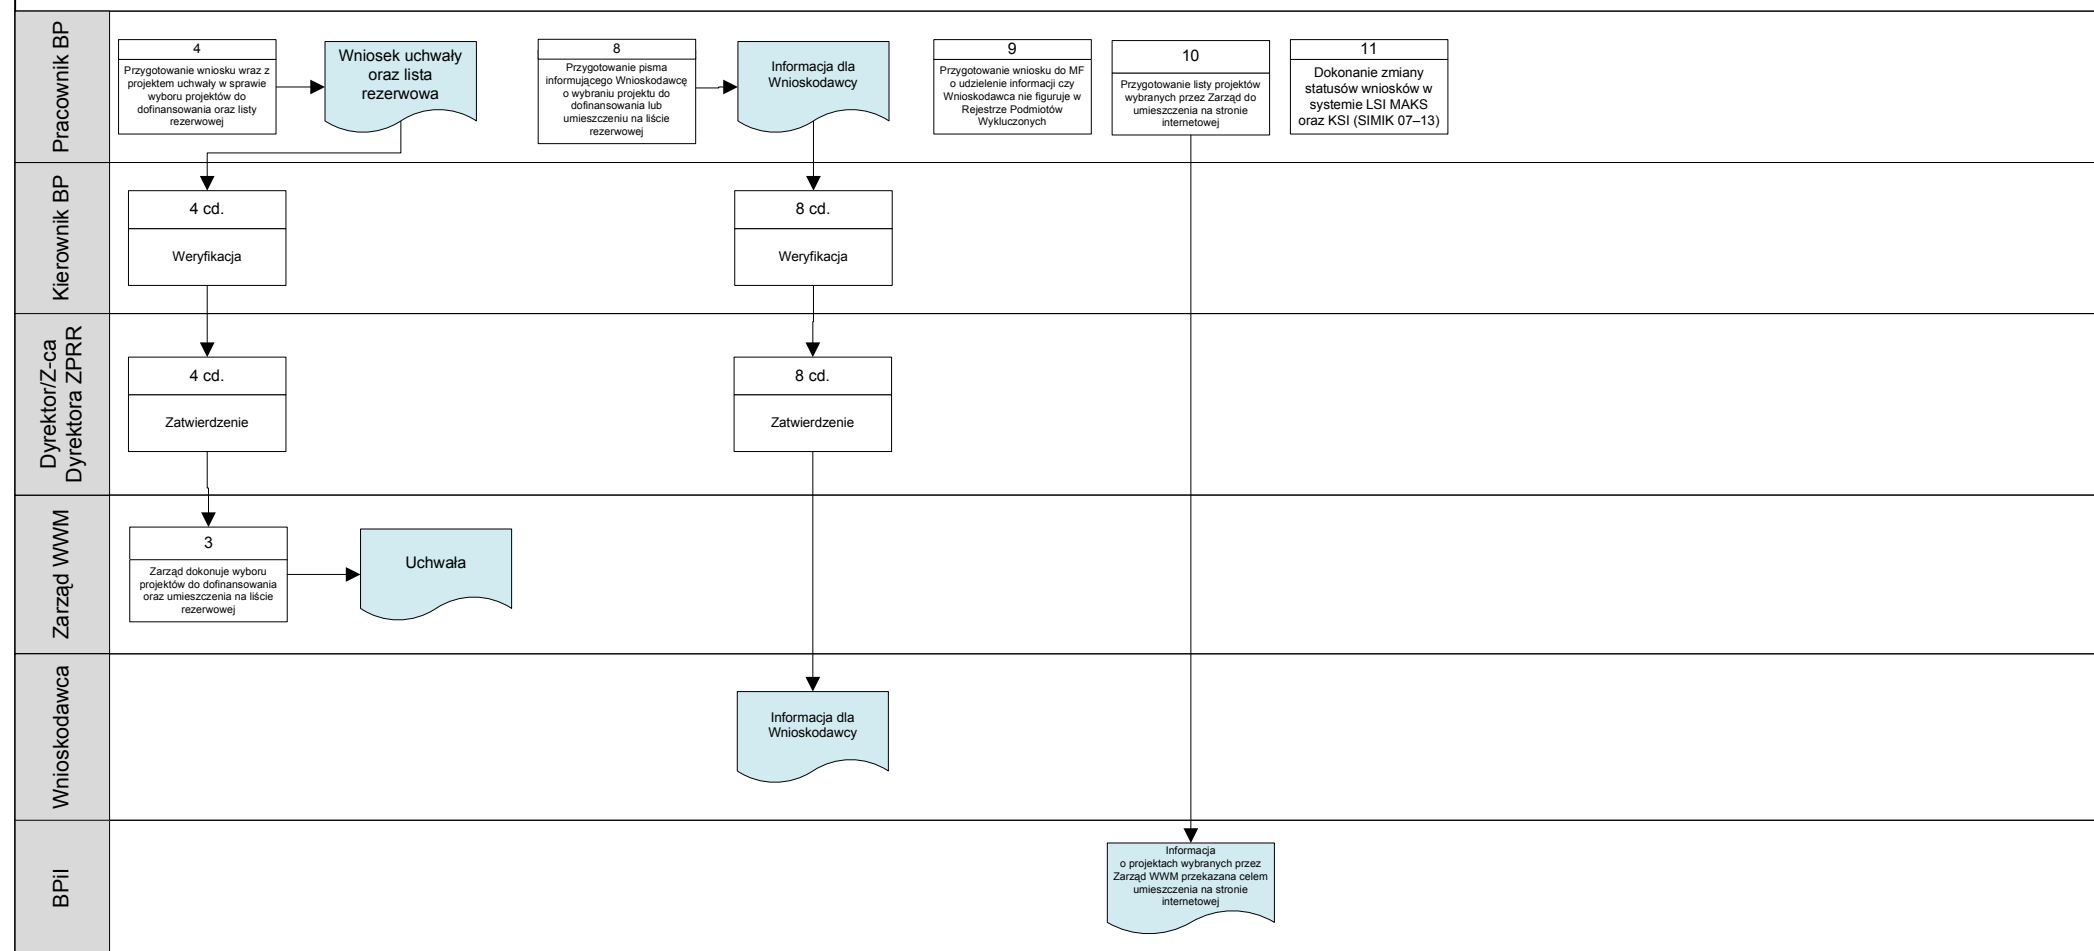 Pracownik BP
4
Przygotowanie wniosku wraz z
projektem uchwały w sprawie
wyboru projektów do
dofinansowania oraz listy
rezerwowej
Wniosek uchwały
oraz lista
rezerwowa
8
Przygotowanie pisma
informującego Wnioskodawcę
o wybraniu projektu do
dofinansowania lub
umieszczeniu na liście
rezerwowej
Informacja dla
Wnioskodawcy
9
Przygotowanie wniosku do MF
o udzielenie informacji czy
Wnioskodawca nie figuruje w
Rejestrze Podmiotów
Wykluczonych
10
Przygotowanie listy projektów
wybranych przez Zarząd do
umieszczenia na stronie
internetowej
11
Dokonanie zmiany
statusów wniosków w
systemie LSI MAKS
oraz KSI (SIMIK 07–13)
Kierownik BP
4 cd.
Weryfikacja
8 cd.
Weryfikacja
Dyrektor/Z-ca
Dyrektora ZPRR
4 cd.
Zatwierdzenie
8 cd.
Zatwierdzenie
Zarząd WWM
3
Zarząd dokonuje wyboru
projektów do dofinansowania
oraz umieszczenia na liście
rezerwowej
Uchwała
Wnioskodawca
Informacja dla
Wnioskodawcy
BPiI
Informacja
o projektach wybranych przez
Zarząd WWM przekazana celem
umieszczenia na stronie
internetowej